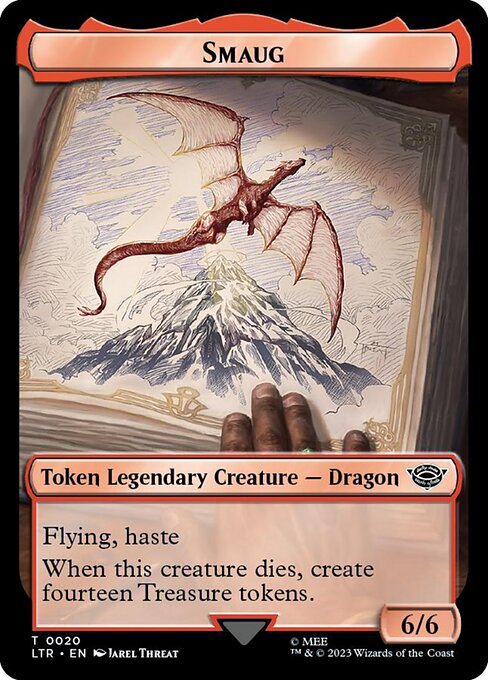 Smaug
Token Legendary Creature — Dragon
Flying, haste
When this creature dies, create
fourteen Treasure tokens.
6/6
T 0020
LTR • EN Jarel Threat
© MEE
™ & © 2023 Wizards of the Coast